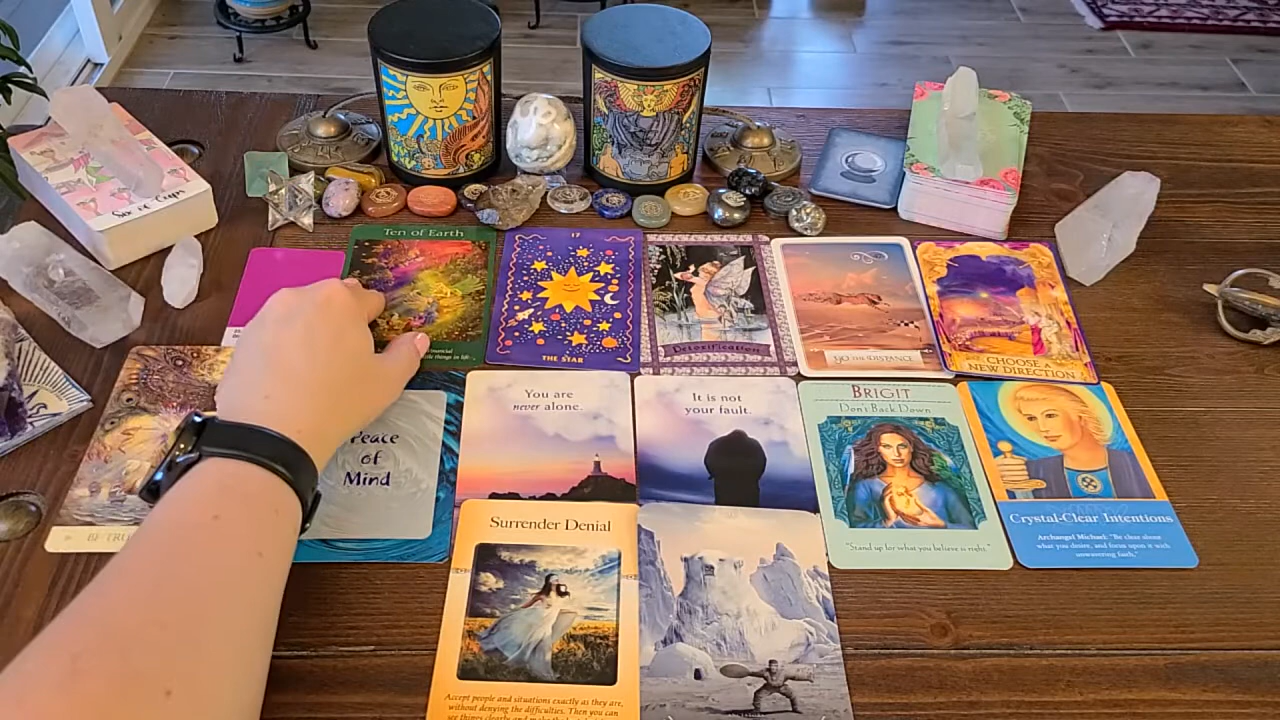 Six of Cups
Ten of Earth
17
THE STAR
Detoxification
GO THE DISTANCE
CHOOSE A
NEW DIRECTION
Peace
of
Mind
You are
never alone.
It is not
your fault.
BRIGIT
Don't Back Down
"Stand up for what you believe is right."
Crystal-Clear Intentions
Archangel Michael: "Be clear about
what you desire, and focus upon it with
unwavering faith."
BE TRU
Surrender Denial
Accept people and situations exactly as they are,
without denying the difficulties. Then you can